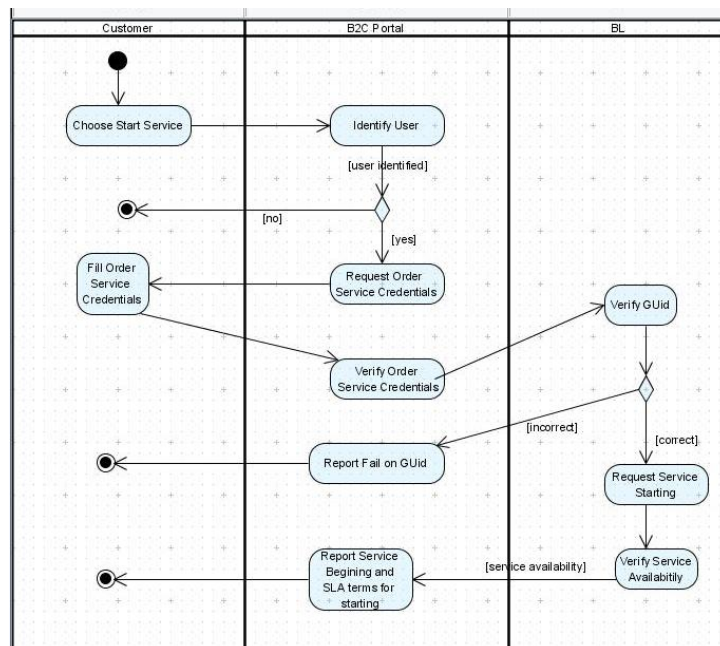 Customer
B2C Portal
BL
Choose Start Service
Identify User
[user identified]
[no]
[yes]
Fill Order
Service
Credentials
Request Order
Service Credentials
Verify GUid
Verify Order
Service Credentials
[incorrect]
[correct]
Report Fail on GUid
Request Service
Starting
Report Service
Begining and
SLA terms for
starting
[service availability]
Verify Service
Availabitily